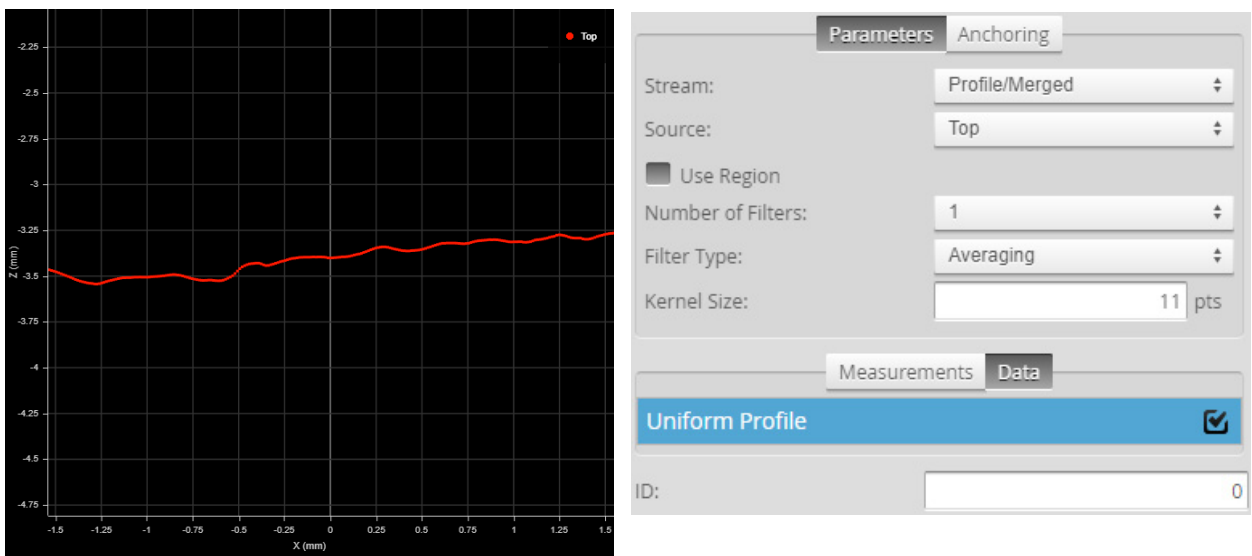 Top
-2.25
-2.5
-2.75
-3
-3.25
-3.5
-3.75
-4
-4.25
-4.5
-4.75
Z (mm)
-1.5 -1.25 -1 -0.75 -0.5 -0.25 0 0.25 0.5 0.75 1 1.25 1.5
X (mm)
Parameters Anchoring
Stream: Profile/Merged
Source: Top
Use Region
Number of Filters: 1
Filter Type: Averaging
Kernel Size: 11 pts
Measurements Data
Uniform Profile
ID: 0